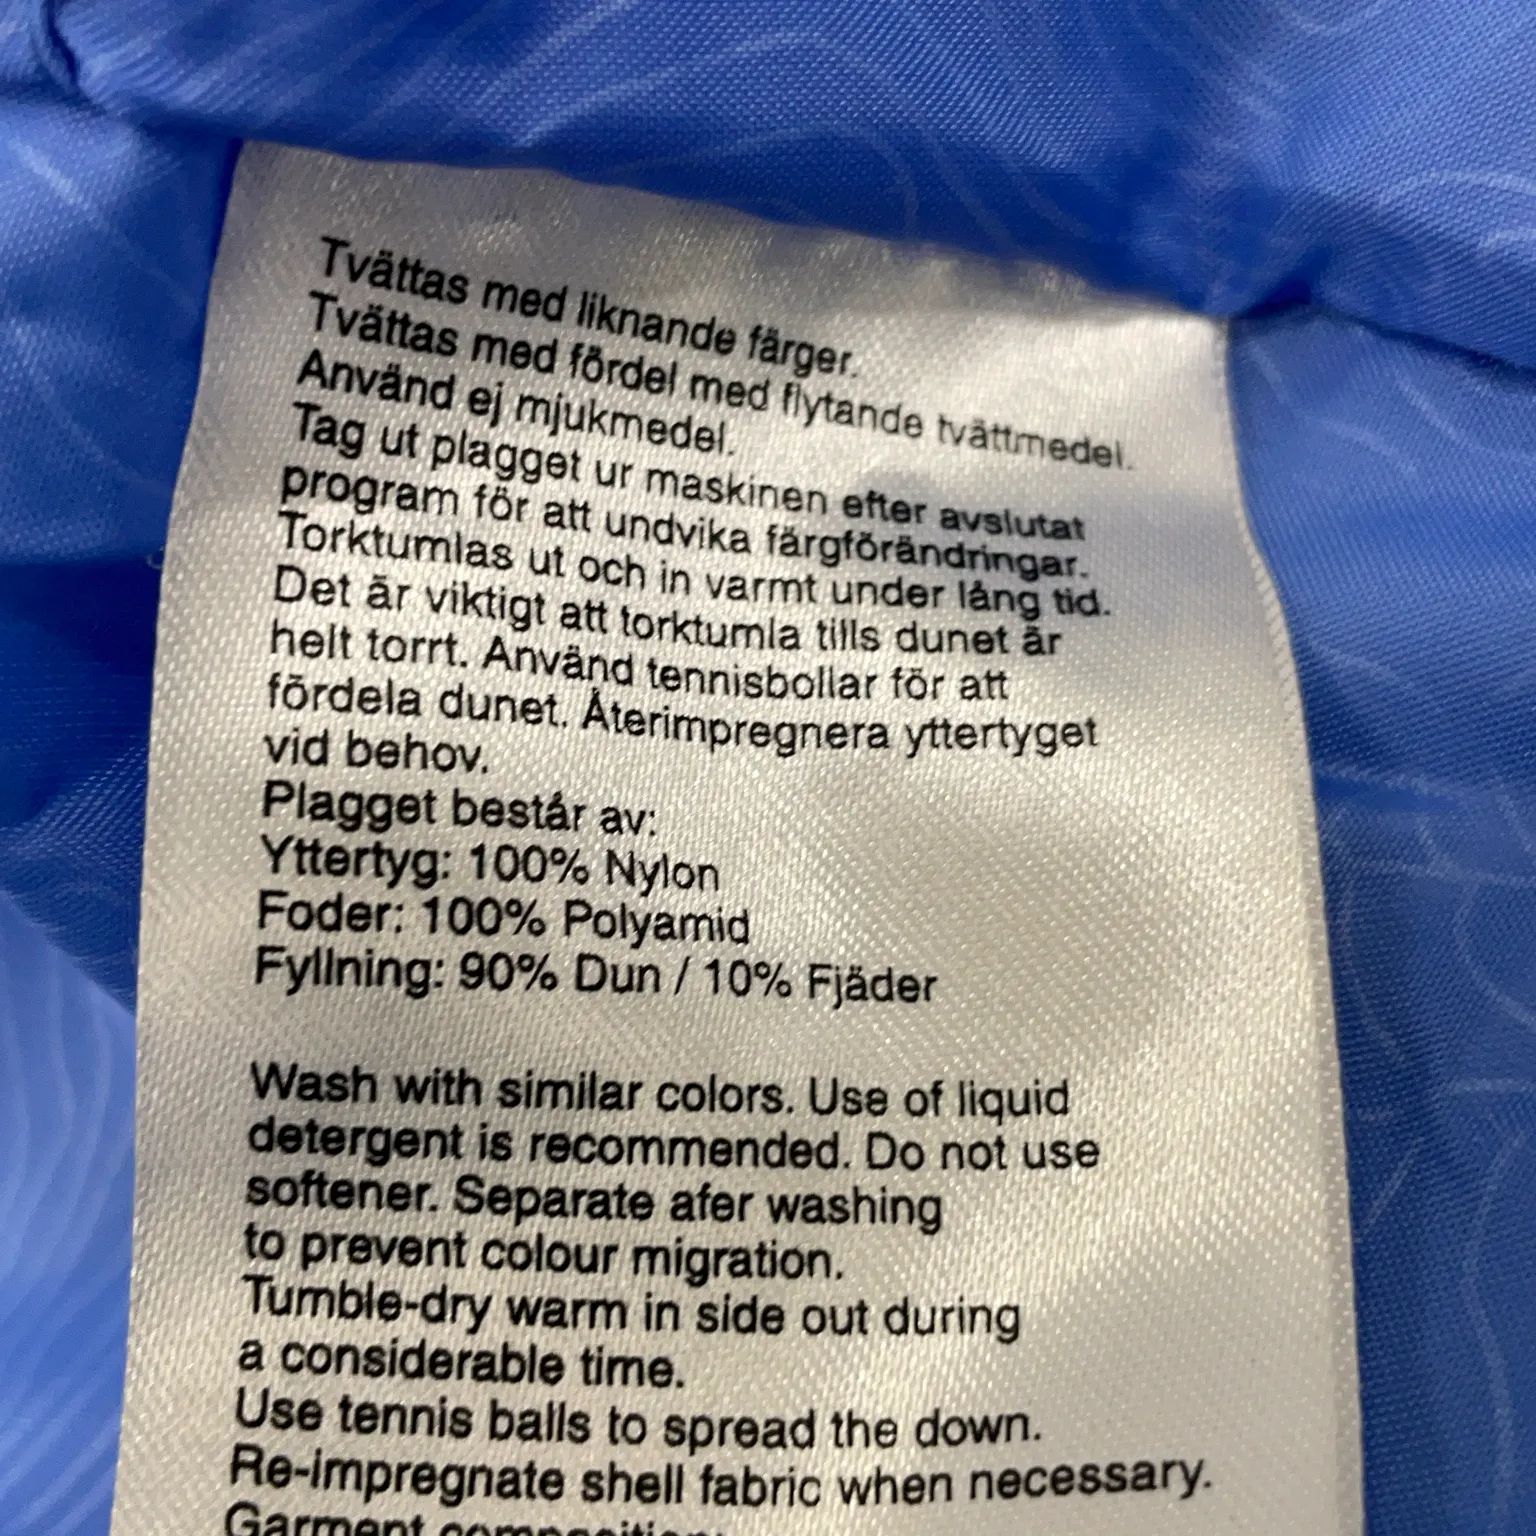 Tvättas med liknande färger.
Tvättas med fördel med flytande tvättmedel.
Använd ej mjukmedel.
Tag ut plagget ur maskinen efter avslutat
program för att undvika färgförändringar.
Torktumlas ut och in varmt under lång tid.
Det är viktigt att torktumla tills dunet är
helt torrt. Använd tennisbollar för att
fördela dunet. Återimpregnera yttertyget
vid behov.
Plagget består av:
Yttertyg: 100% Nylon
Foder: 100% Polyamid
Fyllning: 90% Dun / 10% Fjäder
Wash with similar colors. Use of liquid
detergent is recommended. Do not use
softener. Separate afer washing
to prevent colour migration.
Tumble-dry warm in side out during
a considerable time.
Use tennis balls to spread the down.
Re-impregnate shell fabric when necessary.
Garment composition: